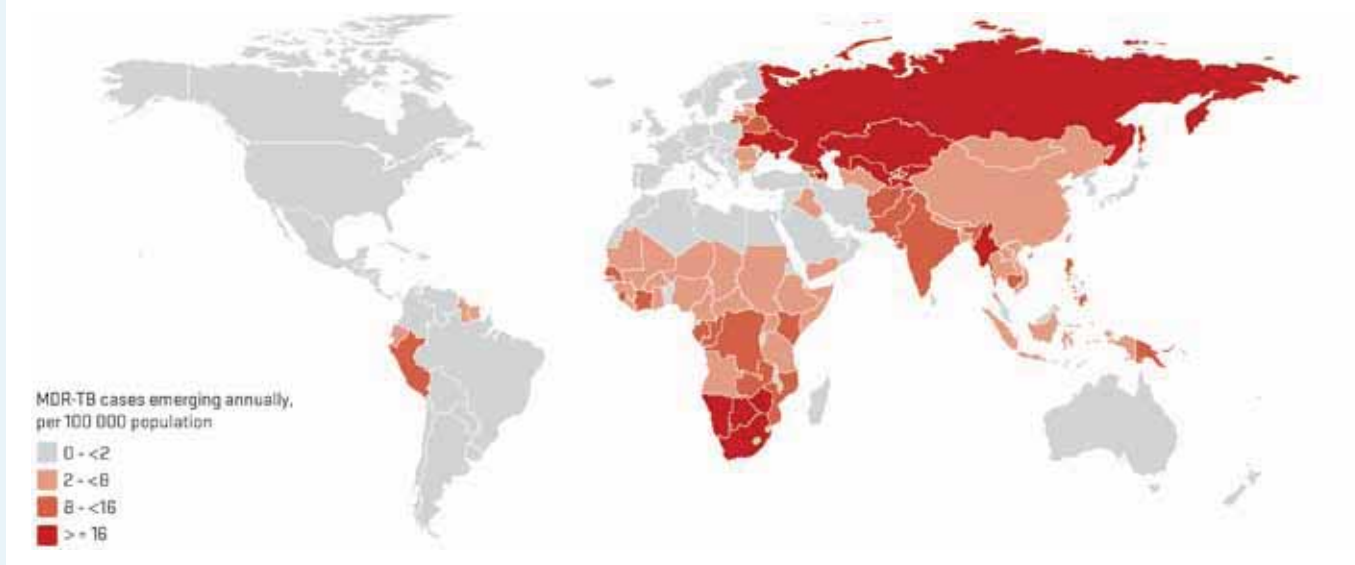 MDR-TB cases emerging annually,
per 100 000 population
0 - <2
2 - <8
8 - <16
> = 16